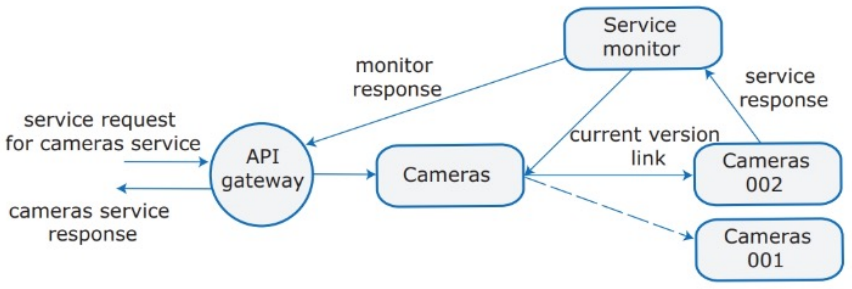 Service
monitor
monitor
response
service
response
service request
for cameras service
API
gateway
cameras service
response
Cameras
current version
link
Cameras
002
Cameras
001